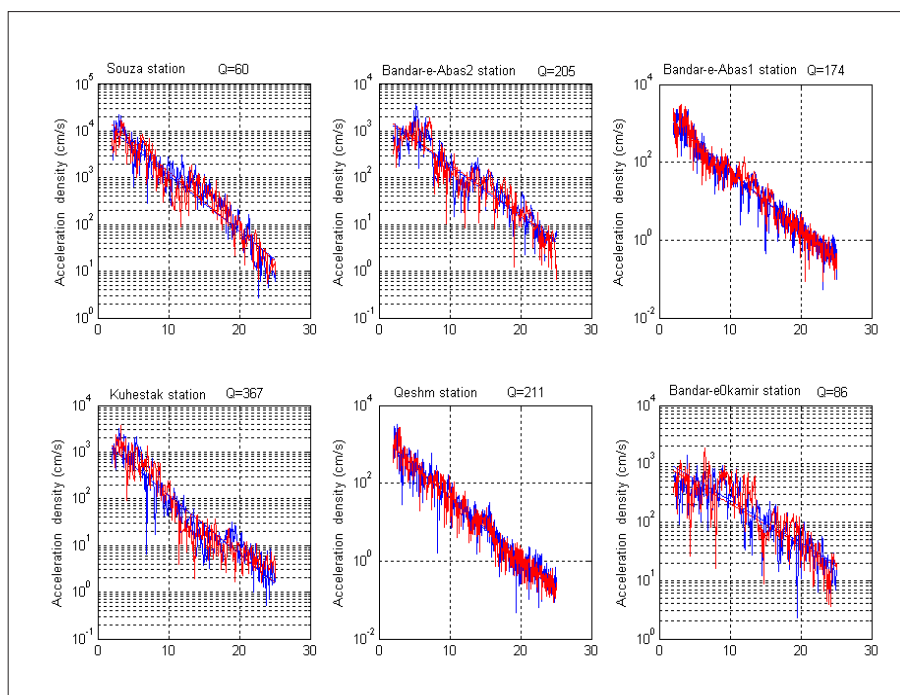 Souza station Q=60
Bandar-e-Abas2 station Q=205
Bandar-e-Abas1 station Q=174
Acceleration density (cm/s)
10^5
10^4
10^3
10^2
10^1
10^0
0 10 20 30
Acceleration density (cm/s)
10^4
10^3
10^2
10^1
10^0
10^-1
0 10 20 30
Acceleration density (cm/s)
10^4
10^2
10^0
10^-2
0 10 20 30
Kuhestak station Q=367
Qeshm station Q=211
Bandar-e0kamir station Q=86
Acceleration density (cm/s)
10^4
10^3
10^2
10^1
10^0
10^-1
0 10 20 30
Acceleration density (cm/s)
10^4
10^2
10^0
10^-2
0 10 20 30
Acceleration density (cm/s)
10^4
10^3
10^2
10^1
10^0
0 10 20 30